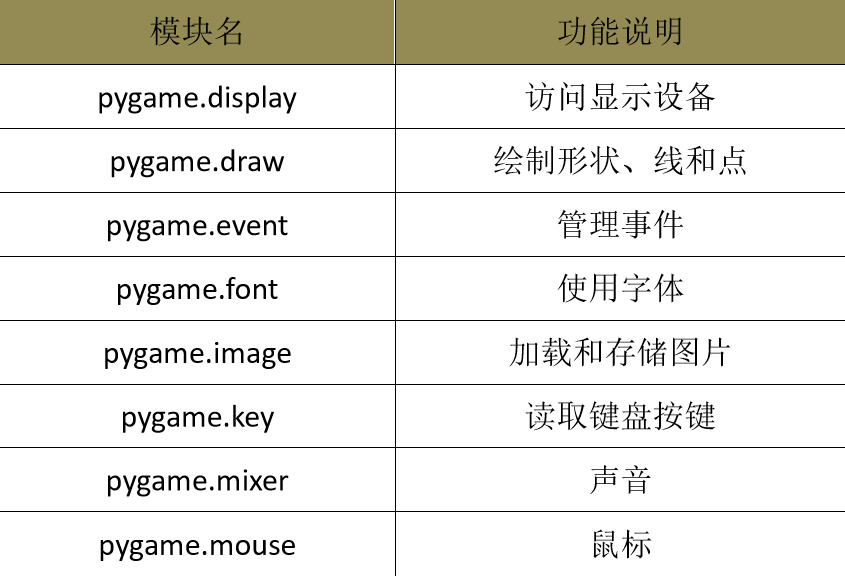 模块名 功能说明
pygame.display 访问显示设备
pygame.draw 绘制形状、线和点
pygame.event 管理事件
pygame.font 使用字体
pygame.image 加载和存储图片
pygame.key 读取键盘按键
pygame.mixer 声音
pygame.mouse 鼠标